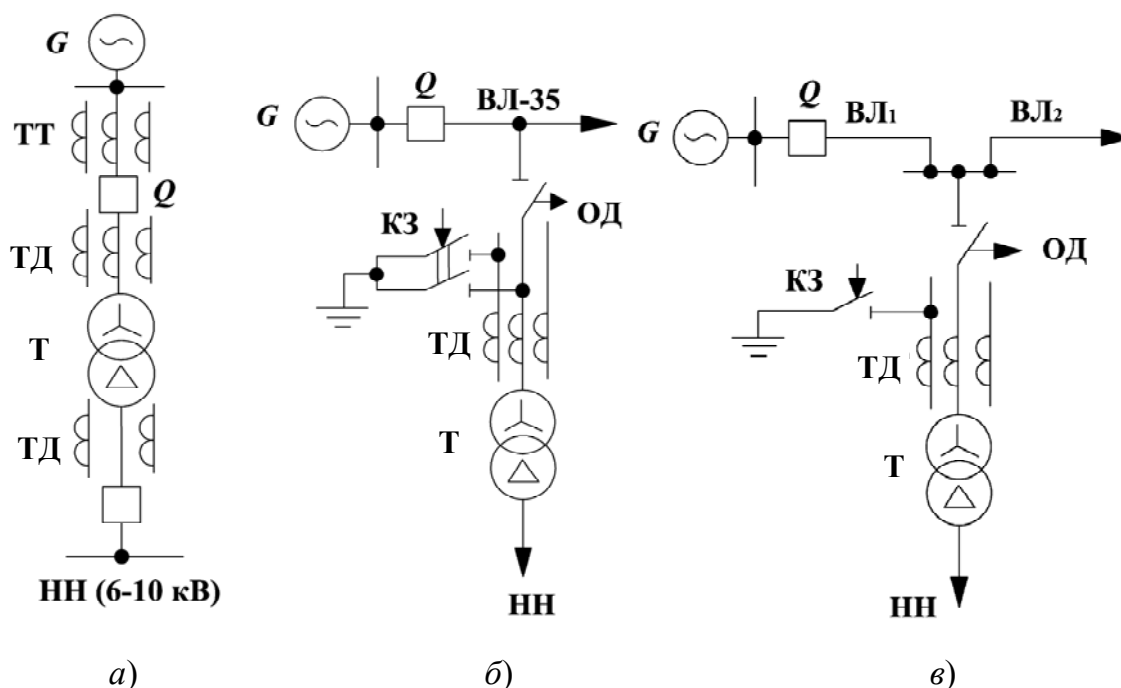 G
ТТ
Q
ТД
Т
ТД
НН (6-10 кВ)
а)
G
Q
ВЛ-35
ОД
КЗ
ТД
Т
НН
б)
G
Q
ВЛ₁
ВЛ₂
ОД
КЗ
ТД
Т
НН
в)